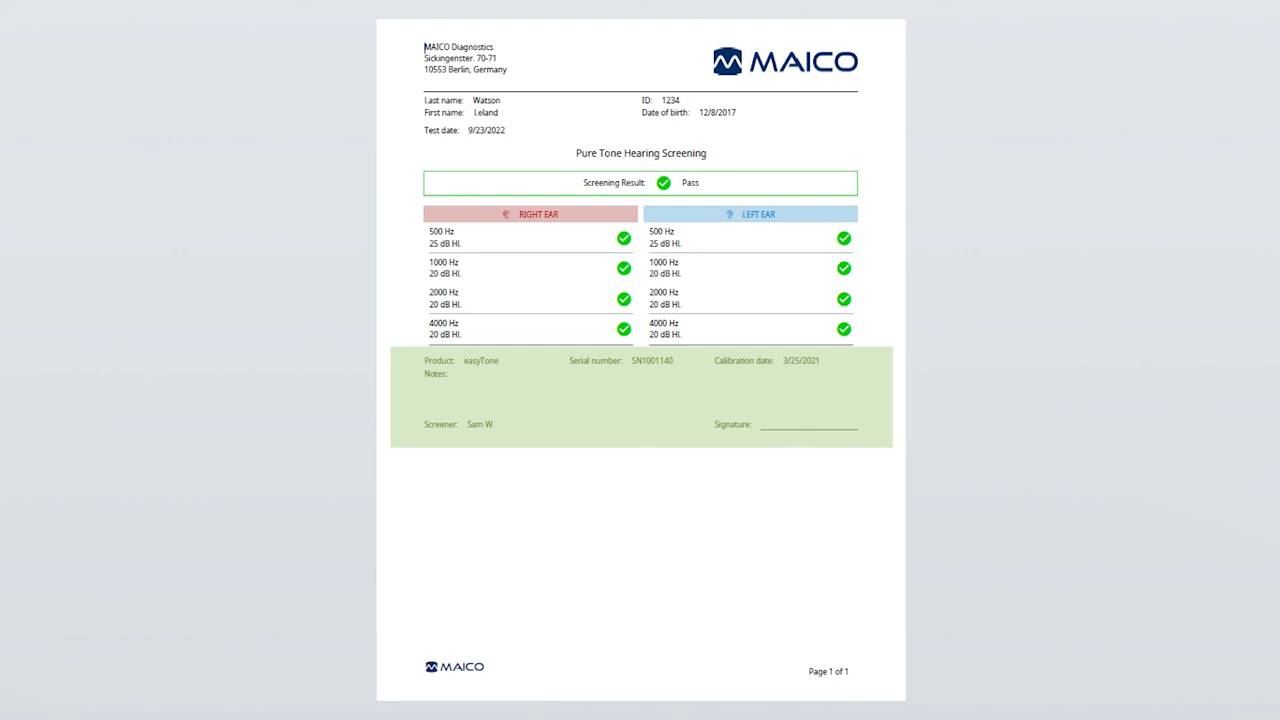 MAICO Diagnostics
Sickingenster. 70-71
10553 Berlin, Germany
MAICO
Last name: Watson ID: 1234
First name: Leland Date of birth: 12/8/2017
Test date: 9/23/2022
Pure Tone Hearing Screening
Screening Result: Pass
RIGHT EAR LEFT EAR
500 Hz 500 Hz
25 dB HL 25 dB HL
1000 Hz 1000 Hz
20 dB HL 20 dB HL
2000 Hz 2000 Hz
20 dB HL 20 dB HL
4000 Hz 4000 Hz
20 dB HL 20 dB HL
Product: easyTone Serial number: SN1001140 Calibration date: 3/25/2021
Notes:
Screener: Sam W. Signature:
MAICO Page 1 of 1